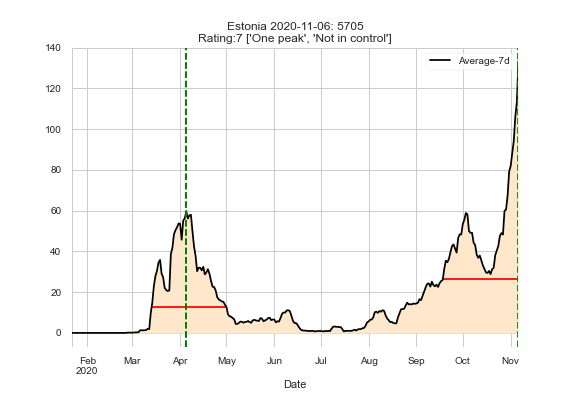 Estonia 2020-11-06: 5705
Rating:7 ['One peak', 'Not in control']
Average-7d
140
120
100
80
60
40
20
0
Feb Mar Apr May Jun Jul Aug Sep Oct Nov
2020
Date